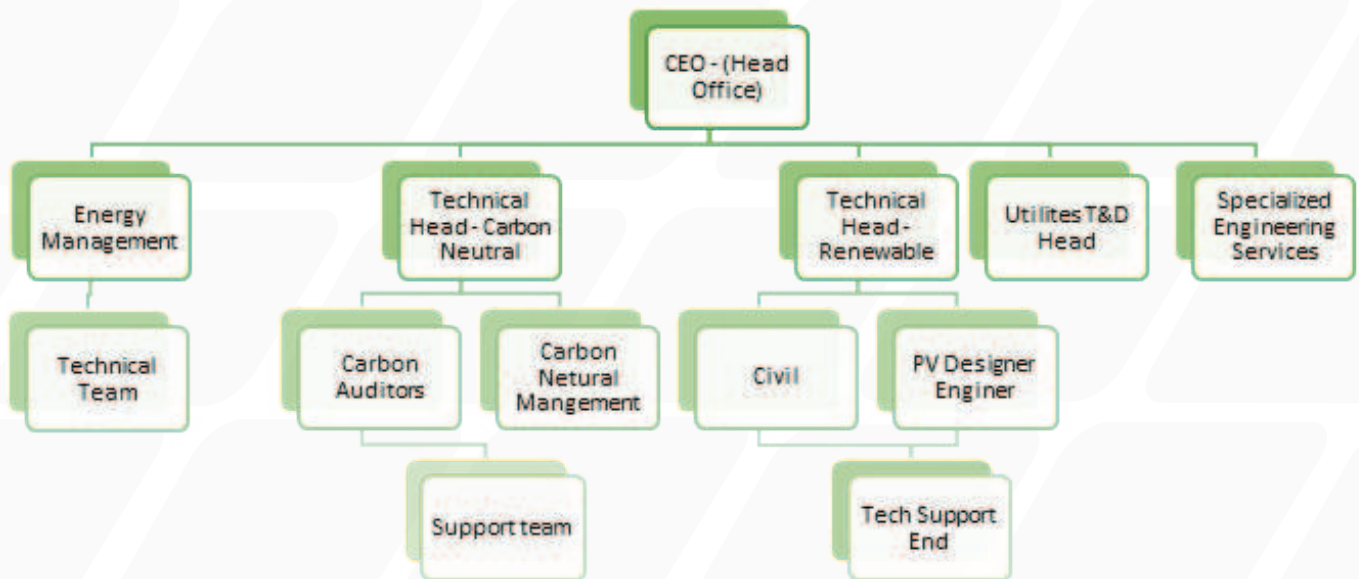 CEO - (Head
Office)
Energy
Management
Technical
Head - Carbon
Neutral
Technical
Head -
Renewable
Utilites T&D
Head
Specialized
Engineering
Services
Technical
Team
Carbon
Auditors
Carbon
Netural
Mangement
Civil
PV Designer
Enginer
Support team
Tech Support
End